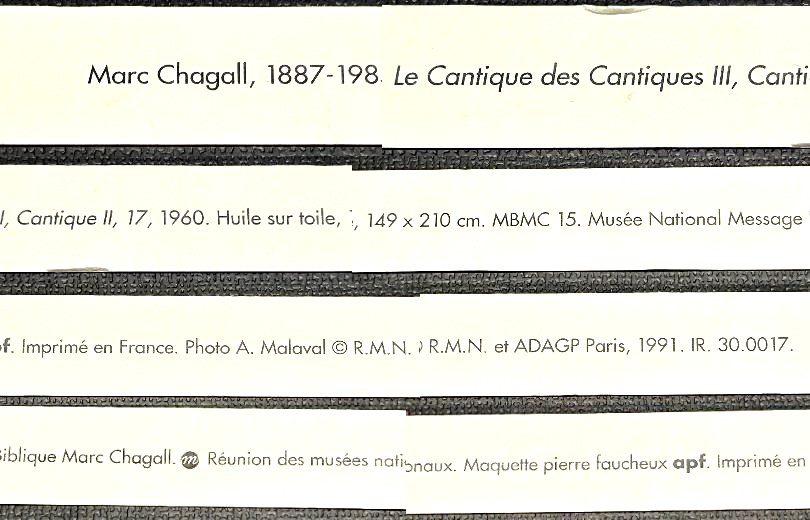 Marc Chagall, 1887-198 Le Cantique des Cantiques III, Canti
I, Cantique II, 17, 1960. Huile sur toile, , 149 x 210 cm. MBMC 15. Musée National Message
f. Imprimé en France. Photo A. Malaval © R.M.N. R.M.N. et ADAGP Paris, 1991. IR. 30.0017.
iblique Marc Chagall. m Réunion des musées nati onaux. Maquette pierre faucheux apf. Imprimé en